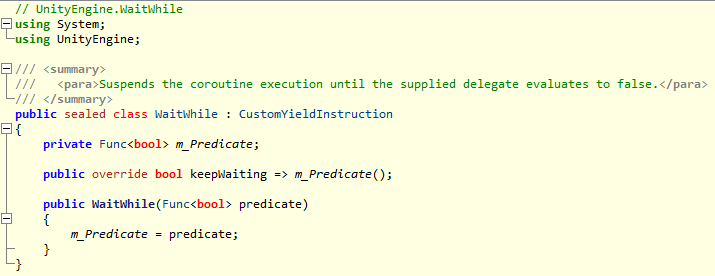 // UnityEngine.WaitWhile
using System;
using UnityEngine;
/// <summary>
///   <para>Suspends the coroutine execution until the supplied delegate evaluates to false.</para>
/// </summary>
public sealed class WaitWhile : CustomYieldInstruction
{
    private Func<bool> m_Predicate;
    public override bool keepWaiting => m_Predicate();
    public WaitWhile(Func<bool> predicate)
    {
        m_Predicate = predicate;
    }
}